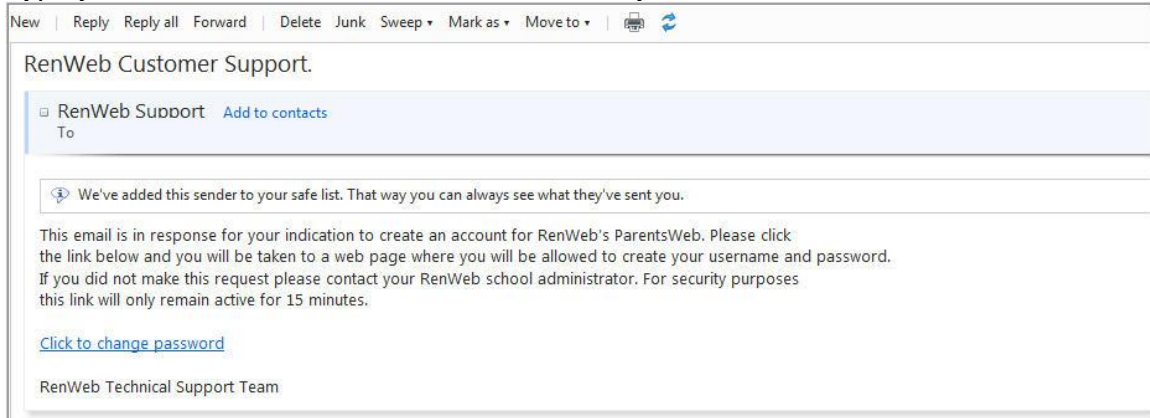 New | Reply Reply all Forward | Delete Junk Sweep ▾ Mark as ▾ Move to ▾ |
RenWeb Customer Support.
RenWeb Support Add to contacts
To
We've added this sender to your safe list. That way you can always see what they've sent you.
This email is in response for your indication to create an account for RenWeb's ParentsWeb. Please click
the link below and you will be taken to a web page where you will be allowed to create your username and password.
If you did not make this request please contact your RenWeb school administrator. For security purposes
this link will only remain active for 15 minutes.
Click to change password
RenWeb Technical Support Team